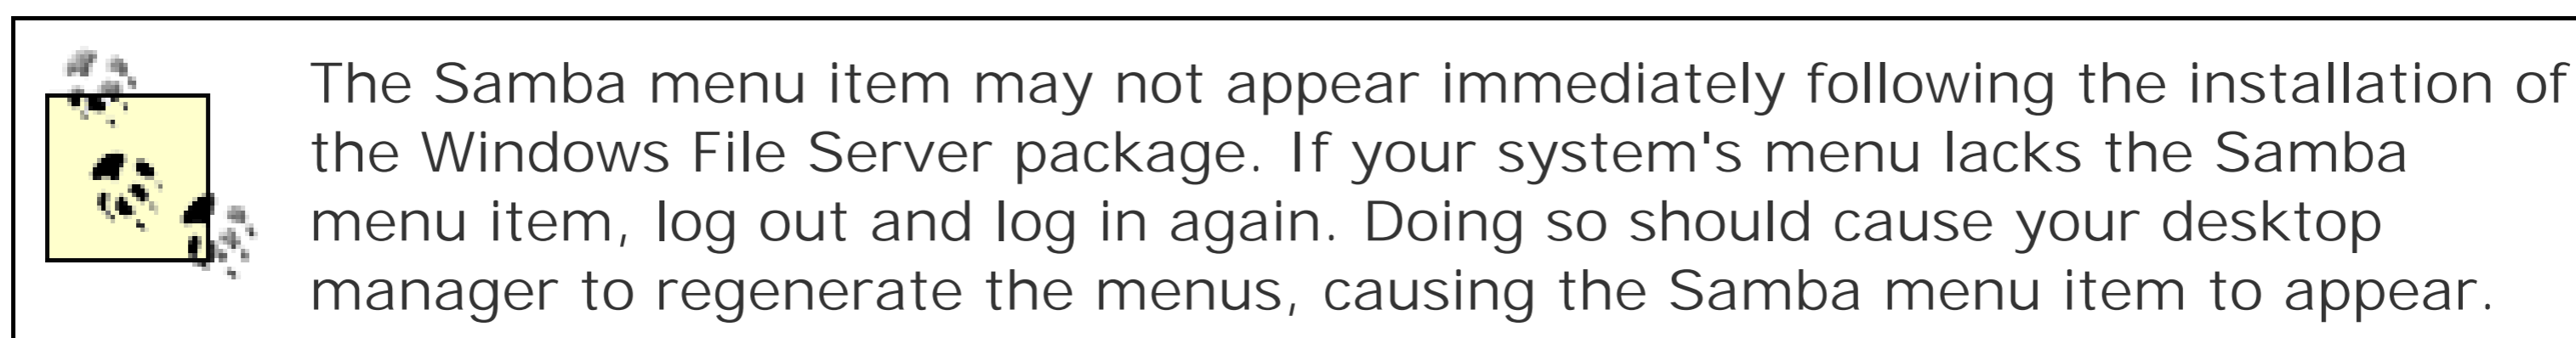 The Samba menu item may not appear immediately following the installation of
the Windows File Server package. If your system's menu lacks the Samba
menu item, log out and log in again. Doing so should cause your desktop
manager to regenerate the menus, causing the Samba menu item to appear.